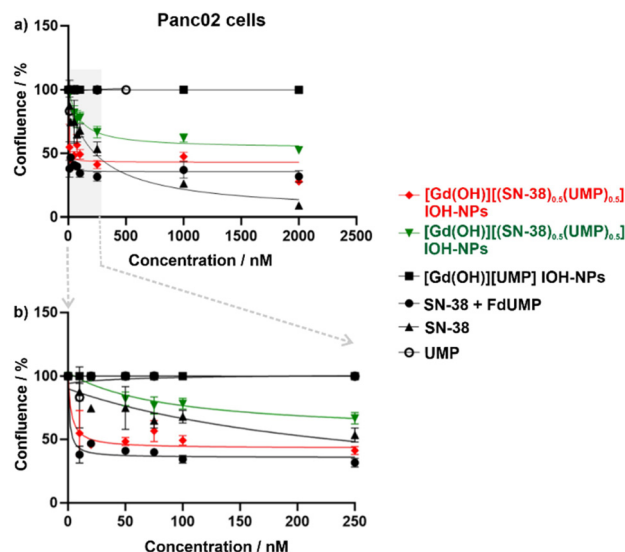 Panc02 cells
a)
Confluence / %
150
100
50
0
0 500 1000 1500 2000 2500
Concentration / nM
b)
Confluence / %
150
100
50
0
0 50 100 150 200 250
Concentration / nM
[Gd(OH)][(SN-38)0.5(UMP)0.5]
IOH-NPs
[Gd(OH)][(SN-38)0.5(UMP)0.5]
IOH-NPs
[Gd(OH)][UMP] IOH-NPs
SN-38 + FdUMP
SN-38
UMP